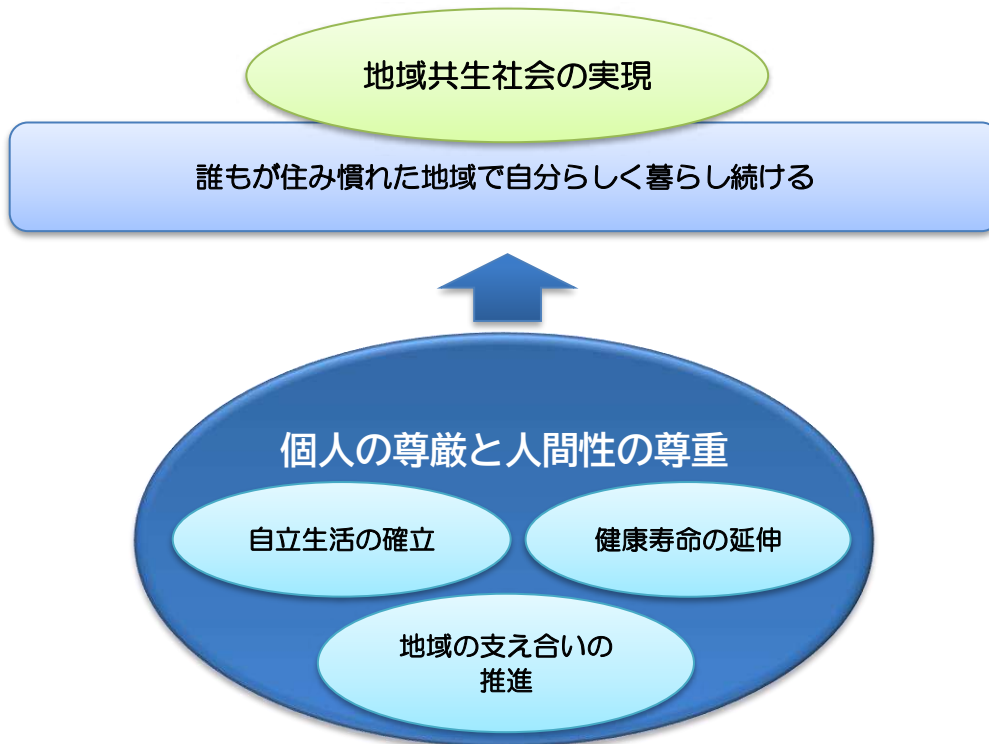 地域共生社会の実現
誰もが住み慣れた地域で自分らしく暮らし続ける
個人の尊厳と人間性の尊重
自立生活の確立
健康寿命の延伸
地域の支え合いの
推進